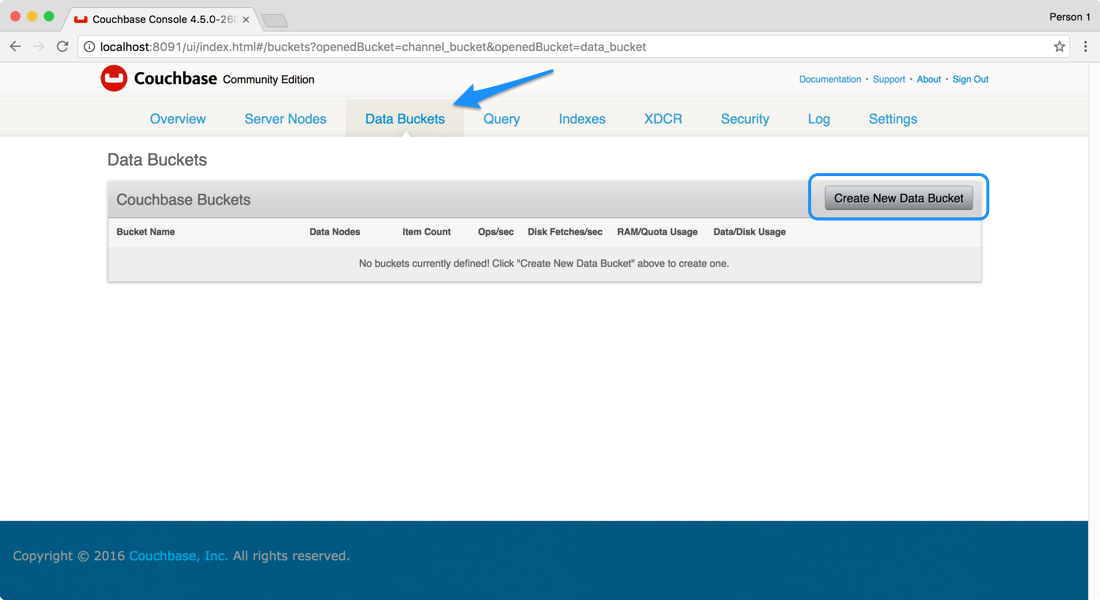 Couchbase Console 4.5.0-260
Person 1
localhost:8091/ui/index.html#/buckets?openedBucket=channel_bucket&openedBucket=data_bucket
Couchbase Community Edition
Documentation • Support • About • Sign Out
Overview Server Nodes Data Buckets Query Indexes XDCR Security Log Settings
Data Buckets
Couchbase Buckets
Create New Data Bucket
Bucket Name Data Nodes Item Count Ops/sec Disk Fetches/sec RAM/Quota Usage Data/Disk Usage
No buckets currently defined! Click "Create New Data Bucket" above to create one.
Copyright © 2016 Couchbase, Inc. All rights reserved.